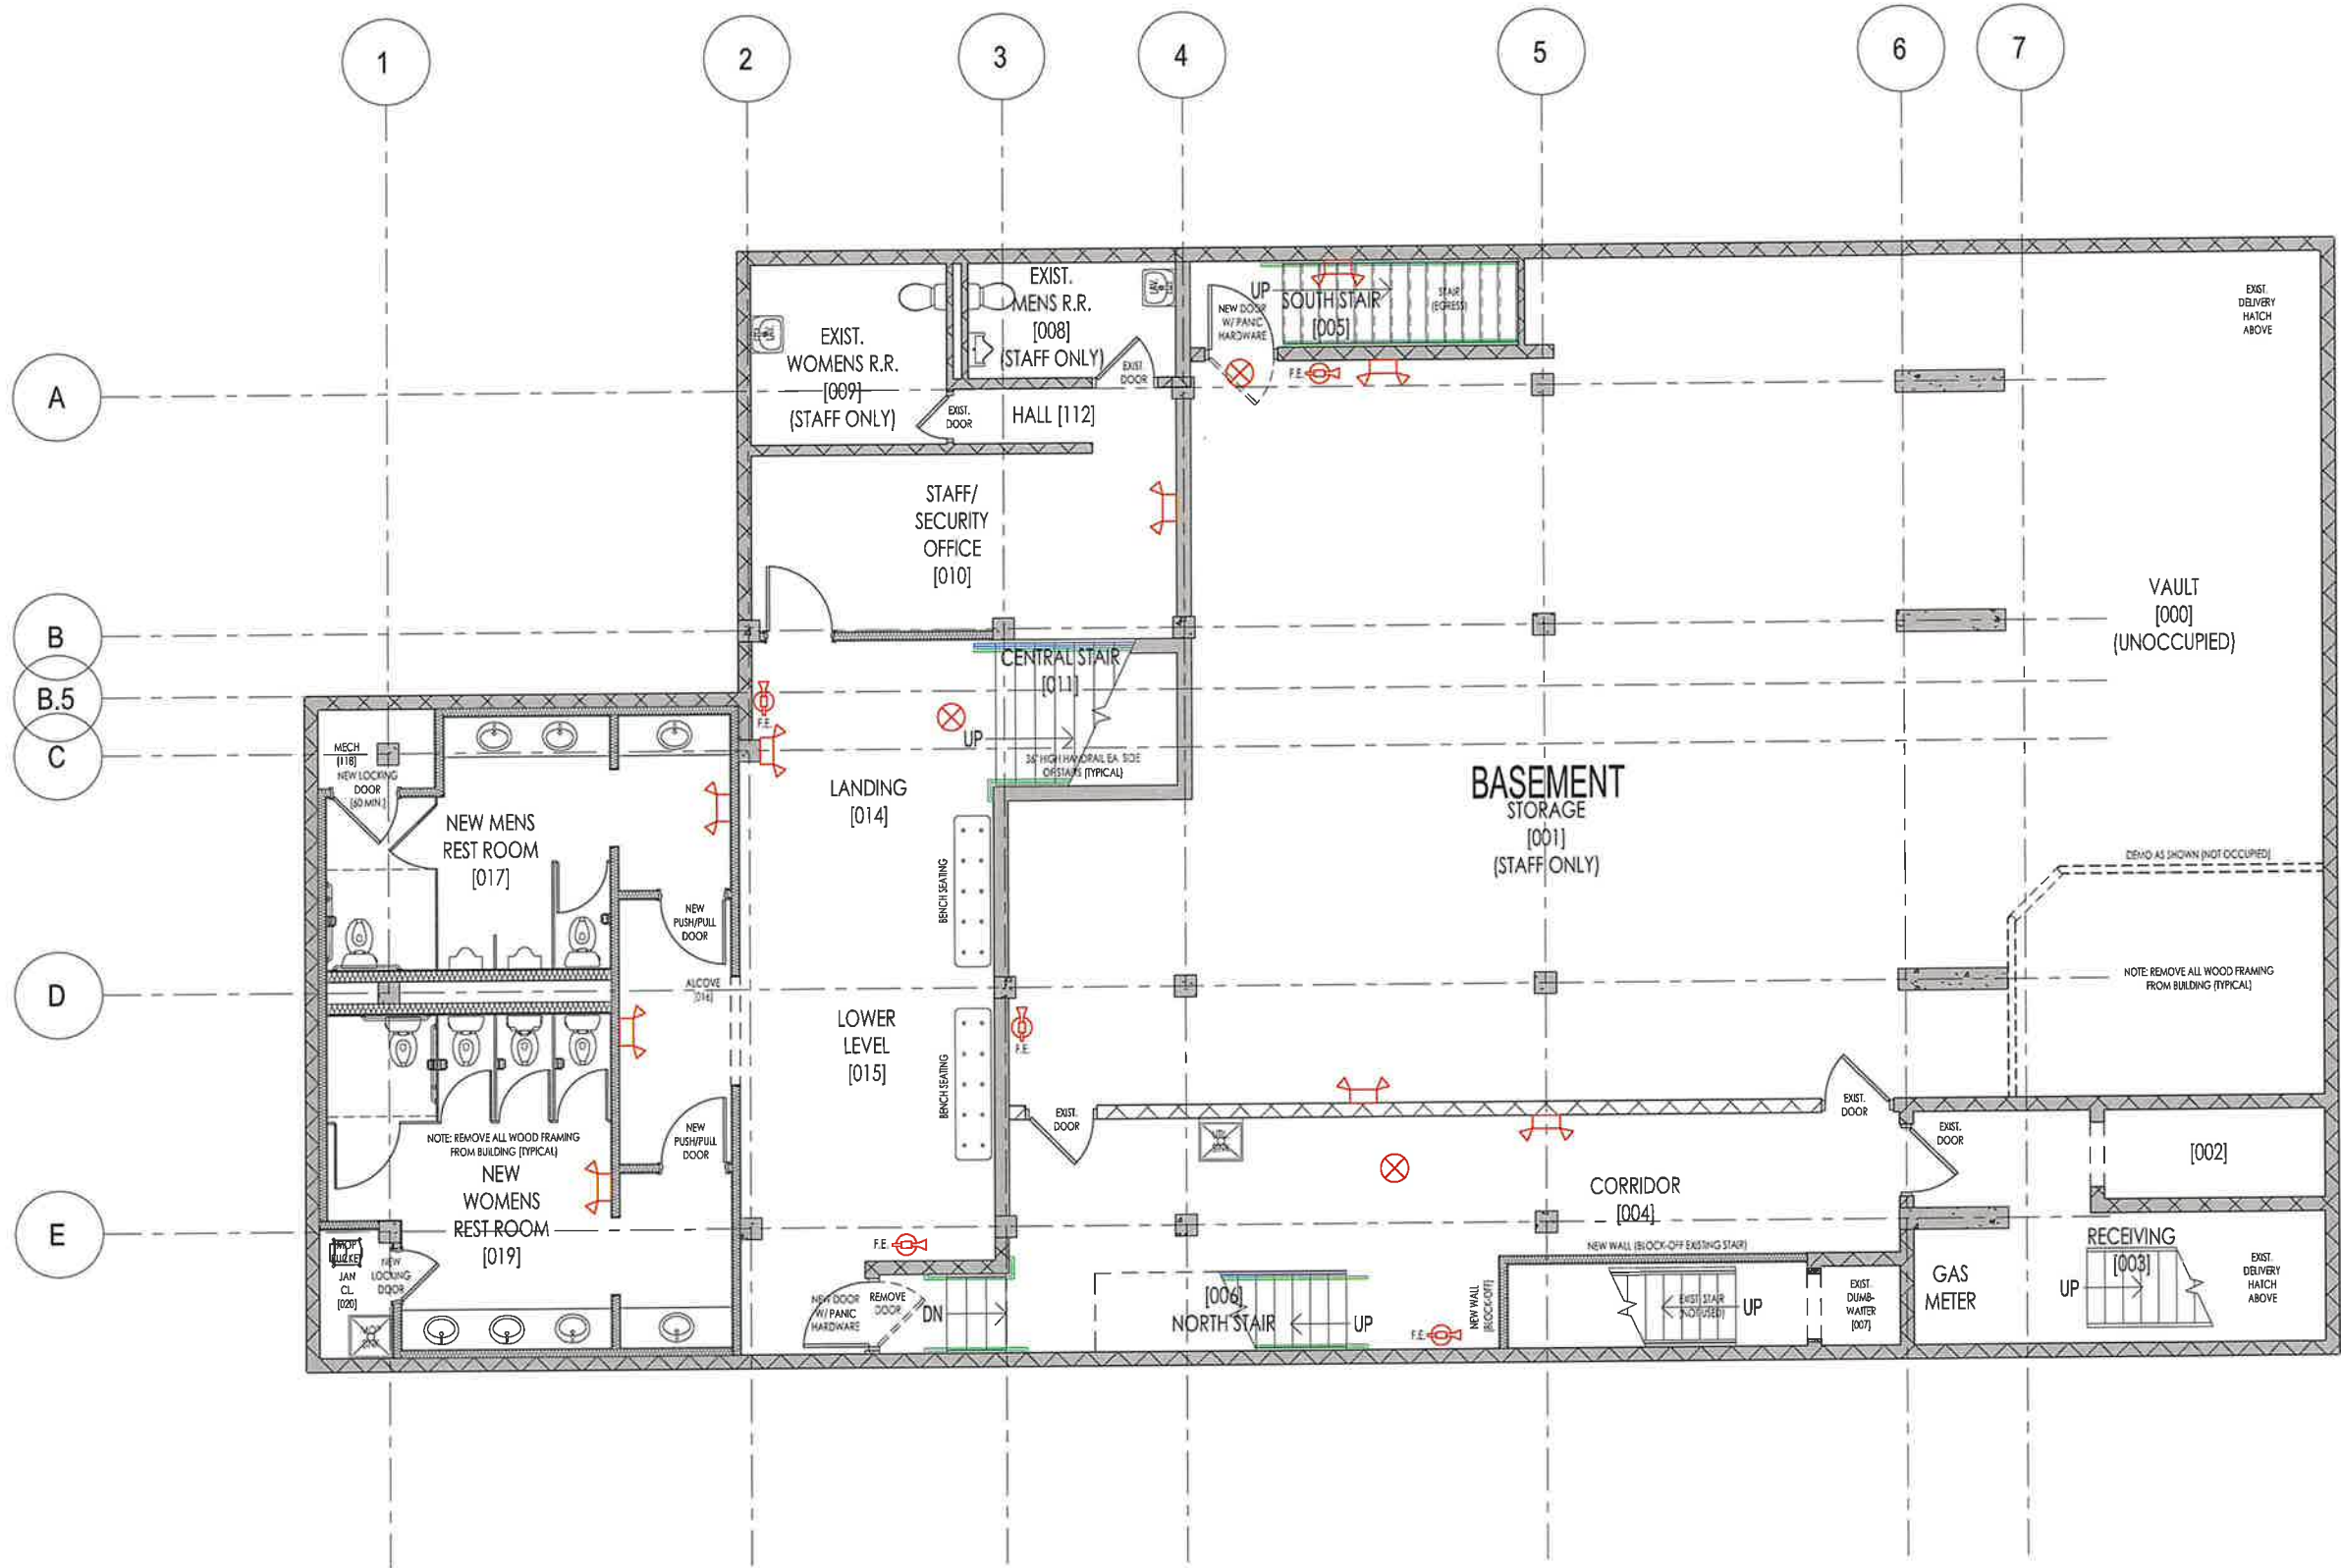 1
2
3
4
5
6
7
A
B
B.5
C
D
E
EXIST.
WOMENS R.R.
[009]
(STAFF ONLY)
EXIST.
MENS R.R.
[008]
(STAFF ONLY)
LAV.
EXIST.
DOOR
EXIST.
DOOR
HALL [112]
NEW DOOR
W/ PANIC
HARDWARE
UP
SOUTH STAIR
[005]
STAIR
(EGRESS)
F.E.
EXIST.
DELIVERY
HATCH
ABOVE
STAFF/
SECURITY
OFFICE
[010]
VAULT
[000]
(UNOCCUPIED)
CENTRAL STAIR
[011]
UP
36" HIGH HANDRAIL EA. SIDE
OF STAIRS (TYPICAL)
F.E.
MECH
[118]
NEW LOCKING
DOOR
[60 MIN.]
NEW MENS
REST ROOM
[017]
LANDING
[014]
BENCH SEATING
BASEMENT
STORAGE
[001]
(STAFF ONLY)
DEMO AS SHOWN (NOT OCCUPIED)
NEW
PUSH/PULL
DOOR
ALCOVE
[016]
NOTE: REMOVE ALL WOOD FRAMING
FROM BUILDING (TYPICAL)
LOWER
LEVEL
[015]
BENCH SEATING
F.E.
EXIST.
DOOR
EXIST.
DOOR
EXIST.
DOOR
[002]
NEW
PUSH/PULL
DOOR
NOTE: REMOVE ALL WOOD FRAMING
FROM BUILDING (TYPICAL)
NEW
WOMENS
REST ROOM
[019]
CORRIDOR
[004]
NEW WALL (BLOCK-OFF EXISTING STAIR)
RECEIVING
[003]
UP
EXIST.
DELIVERY
HATCH
ABOVE
GAS
METER
MOP
BUCKET
JAN
CL.
[020]
NEW
LOCKING
DOOR
MOP
SINK
F.E.
NEW DOOR
W/ PANIC
HARDWARE
REMOVE
DOOR
DN
[006]
NORTH STAIR
UP
F.E.
NEW WALL
(BLOCK-OFF)
EXIST STAIR
(NOT USED)
UP
EXIST.
DUMB-
WAITER
[007]